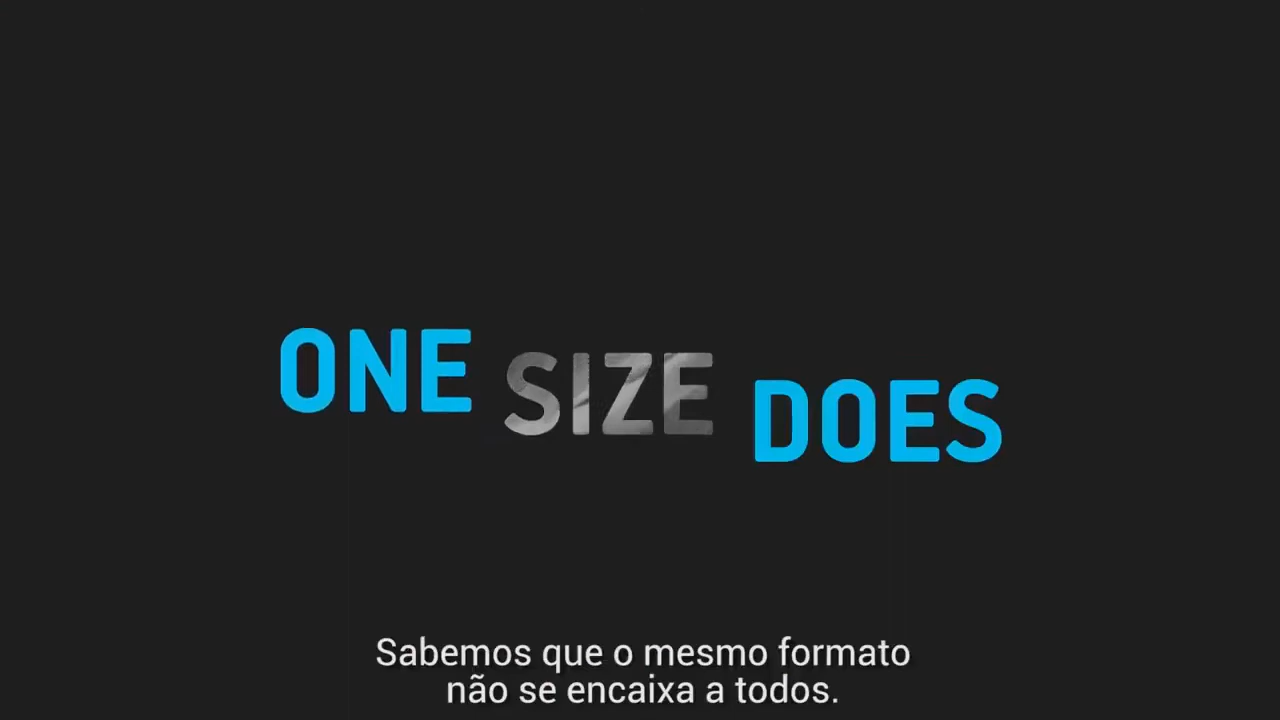 ONE SIZE DOES
Sabemos que o mesmo formato
não se encaixa a todos.